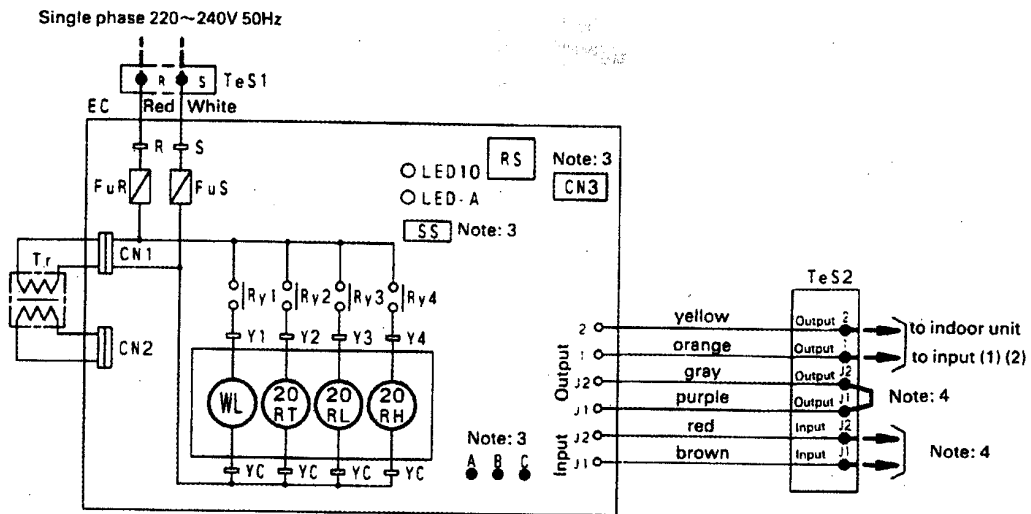 Single phase 220~240V 50Hz
R S TeS1
EC Red White
R S
FuR FuS
LED10
LED-A
RS
Note: 3
CN3
SS Note: 3
CN1
Tr
CN2
Ry1 Ry2 Ry3 Ry4
Y1 Y2 Y3 Y4
WL 20 RT 20 RL 20 RH
YC YC YC YC
Note: 3
A B C
Output
Input
TeS2
2 yellow Output 2 to indoor unit
1 orange Output to input (1) (2)
J2 gray Output J2
J1 purple Output J1
Note: 4
J2 red Input J2
J1 brown Input J1
Note: 4